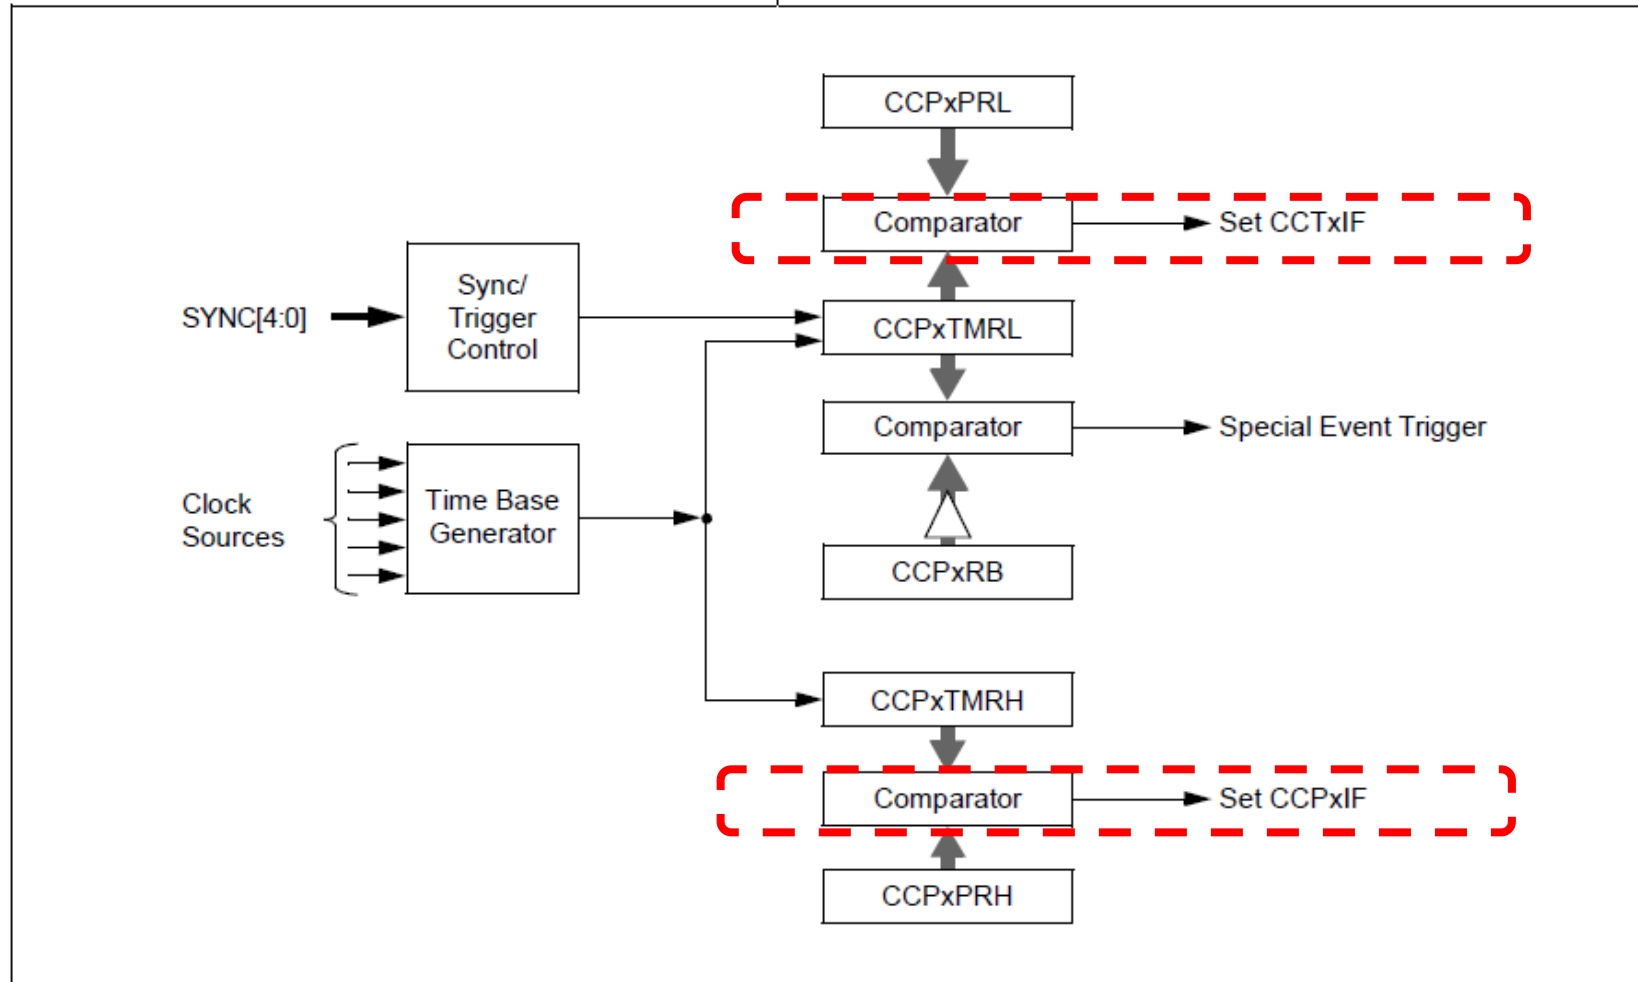 CCPxPRL
Comparator
Set CCTxIF
Sync/
Trigger
Control
SYNC[4:0]
CCPxTMRL
Comparator
Special Event Trigger
Clock
Sources
Time Base
Generator
CCPxRB
CCPxTMRH
Comparator
Set CCPxIF
CCPxPRH